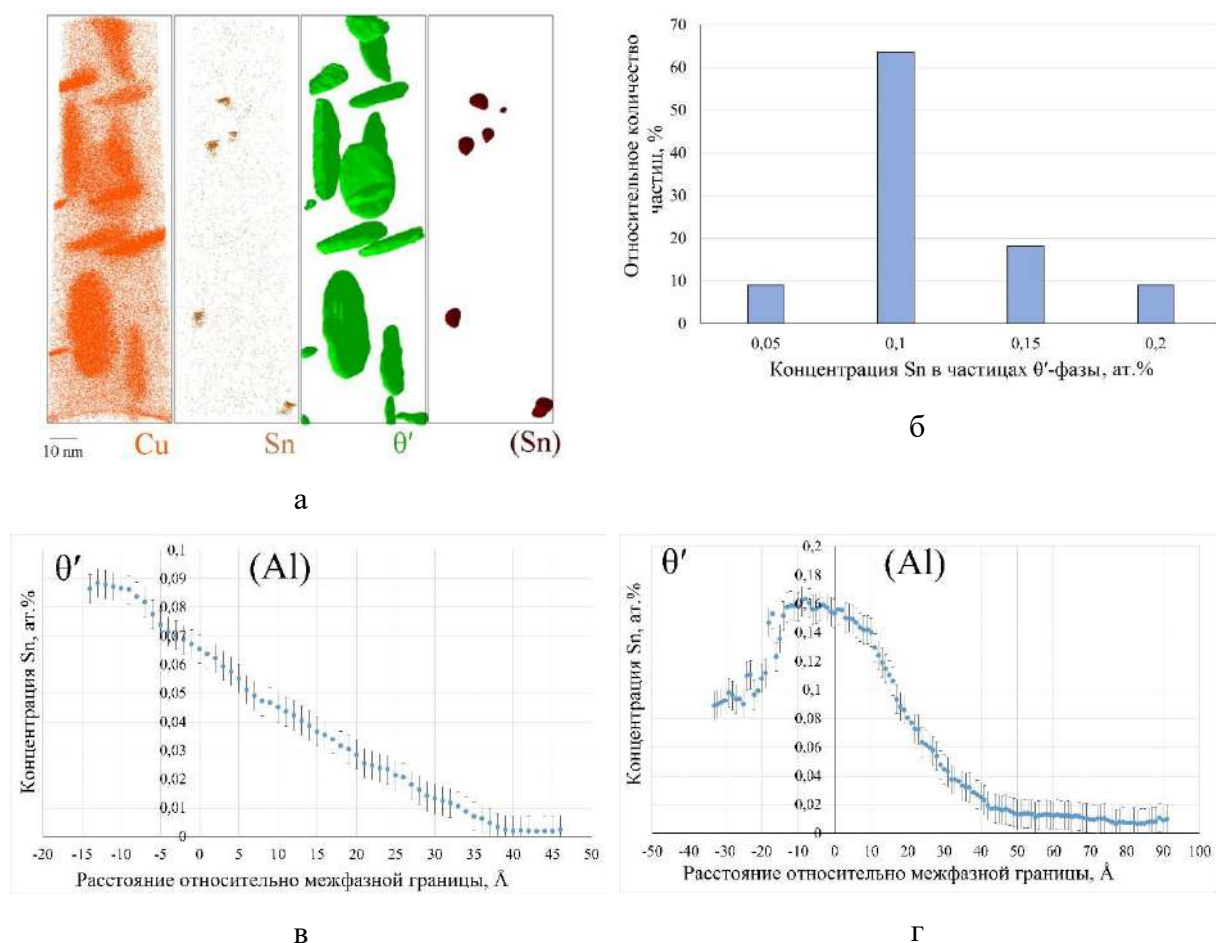 10 nm
Cu
Sn
θ′
(Sn)
а
Относительное количество
частиц, %
70
60
50
40
30
20
10
0
0,05 0,1 0,15 0,2
Концентрация Sn в частицах θ′-фазы, ат.%
б
θ′
(Al)
Концентрация Sn, ат.%
0,1
0,09
0,08
0,07
0,06
0,05
0,04
0,03
0,02
0,01
0
-20 -15 -10 -5 0 5 10 15 20 25 30 35 40 45 50
Расстояние относительно межфазной границы, Å
в
θ′
(Al)
Концентрация Sn, ат.%
0,2
0,18
0,16
0,14
0,12
0,1
0,08
0,06
0,04
0,02
0
-50 -40 -30 -20 -10 0 10 20 30 40 50 60 70 80 90 100
Расстояние относительно межфазной границы, Å
г